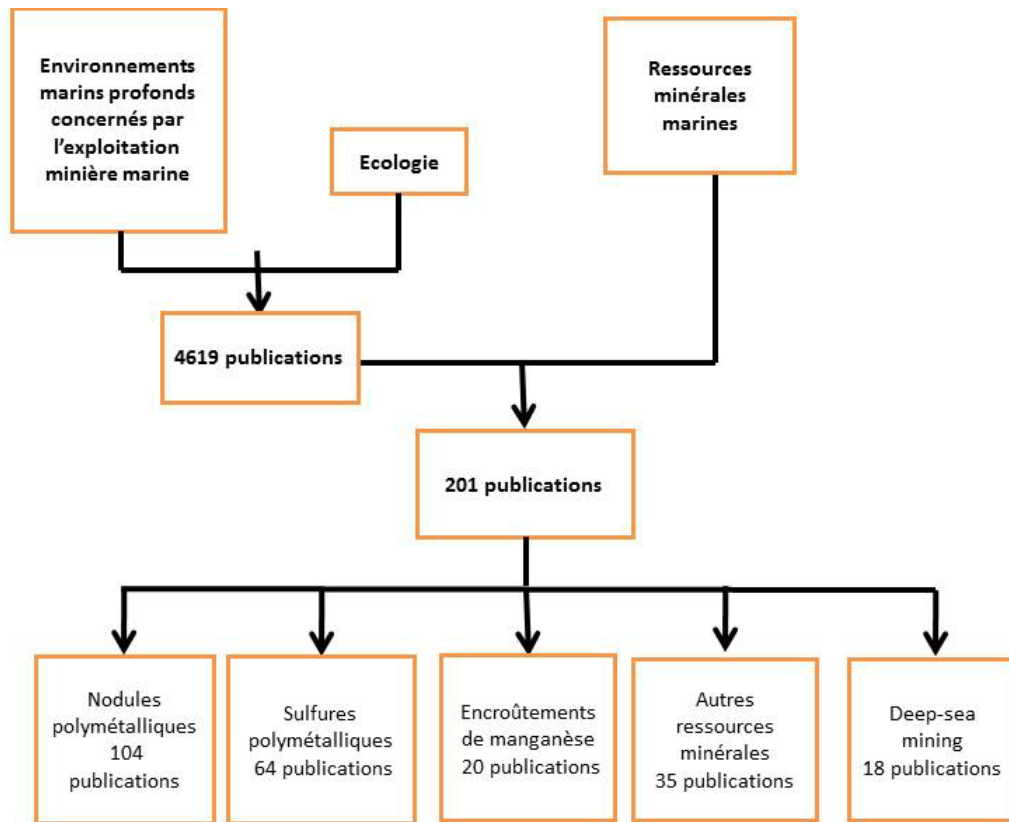 Environnements
marins profonds
concernés par
l'exploitation
minière marine
Ecologie
Ressources
minérales
marines
4619 publications
201 publications
Nodules
polymétalliques
104
publications
Sulfures
polymétalliques
64 publications
Encroûtements
de manganèse
20 publications
Autres
ressources
minérales
35 publications
Deep-sea
mining
18 publications